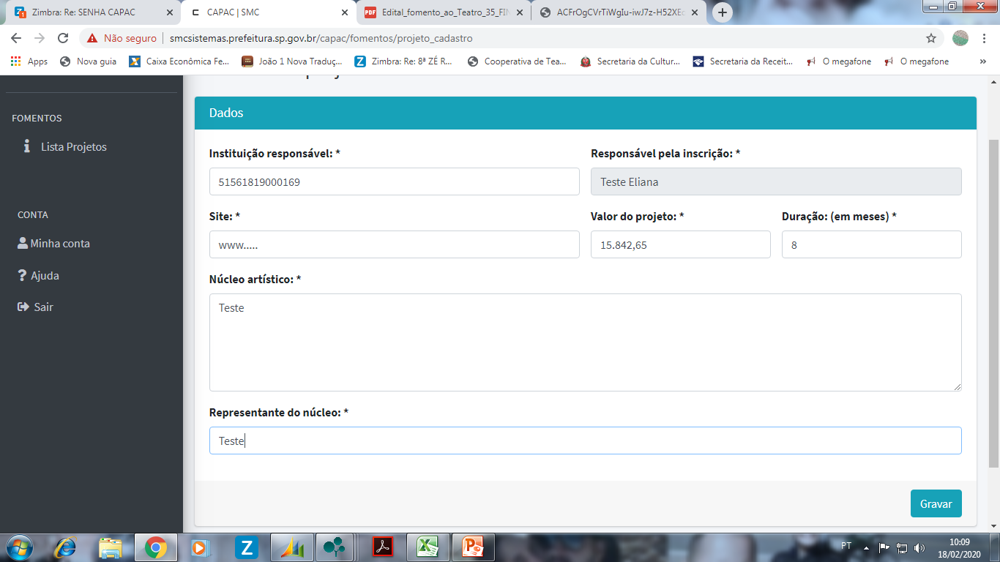 Zimbra: Re: SENHA CAPAC
CAPAC | SMC
Edital_fomento_ao_Teatro_35_FIN
ACFrOgCVrTiWgIu-iwJ7z-H52XEc
Não seguro | smcsistemas.prefeitura.sp.gov.br/capac/fomentos/projeto_cadastro
Apps
Nova guia
Caixa Econômica Fe...
João 1 Nova Traduç...
Zimbra: Re: 8ª ZÉ R...
Cooperativa de Tea...
Secretaria da Cultur...
Secretaria da Receit...
O megafone
O megafone
»
FOMENTOS
Lista Projetos
CONTA
Minha conta
Ajuda
Sair
Dados
Instituição responsável: *
Responsável pela inscrição: *
51561819000169
Teste Eliana
Site: *
Valor do projeto: *
Duração: (em meses) *
www.....
15.842,65
8
Núcleo artístico: *
Teste
Representante do núcleo: *
Teste
Gravar
PT
10:09
18/02/2020